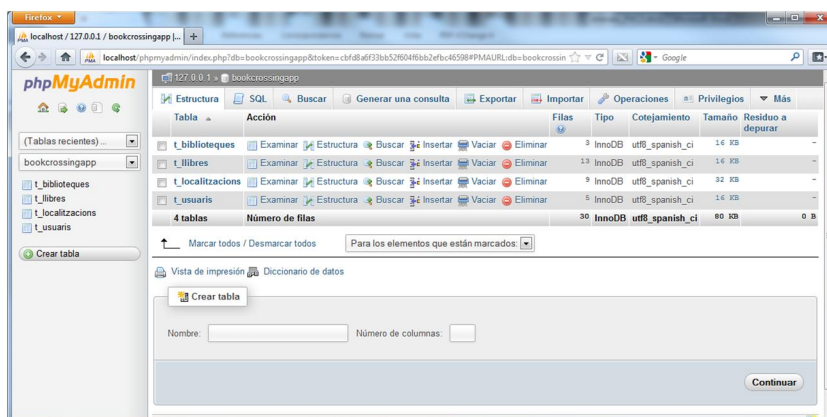 Firefox
localhost / 127.0.0.1 / bookcrossingapp |...
localhost/phpmyadmin/index.php?db=bookcrossingapp&token=cbfd8a6f33bb52f604f6bb2efbc46598#PMAURL:db=bookcrossin
Google
phpMyAdmin
(Tablas recientes) ...
bookcrossingapp
t_biblioteques
t_llibres
t_localitzacions
t_usuaris
Crear tabla
127.0.0.1 » bookcrossingapp
Estructura SQL Buscar Generar una consulta Exportar Importar Operaciones Privilegios Más
Tabla Acción Filas Tipo Cotejamiento Tamaño Residuo a depurar
t_biblioteques Examinar Estructura Buscar Insertar Vaciar Eliminar 3 InnoDB utf8_spanish_ci 16 KB -
t_llibres Examinar Estructura Buscar Insertar Vaciar Eliminar 13 InnoDB utf8_spanish_ci 16 KB -
t_localitzacions Examinar Estructura Buscar Insertar Vaciar Eliminar 9 InnoDB utf8_spanish_ci 32 KB -
t_usuaris Examinar Estructura Buscar Insertar Vaciar Eliminar 5 InnoDB utf8_spanish_ci 16 KB -
4 tablas Número de filas 30 InnoDB utf8_spanish_ci 80 KB 0 B
Marcar todos / Desmarcar todos Para los elementos que están marcados:
Vista de impresión Diccionario de datos
Crear tabla
Nombre: Número de columnas:
Continuar